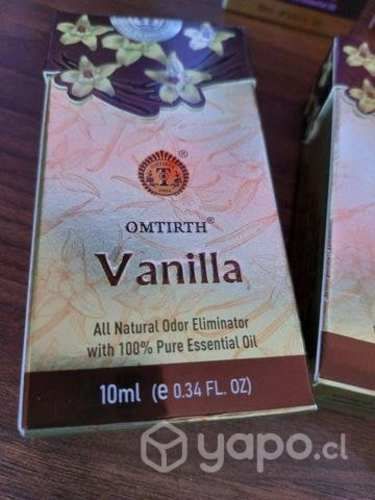 OMTIRTH®
Vanilla
All Natural Odor Eliminator
with 100% Pure Essential Oil
10ml (e 0.34 FL. OZ)
yapo.cl